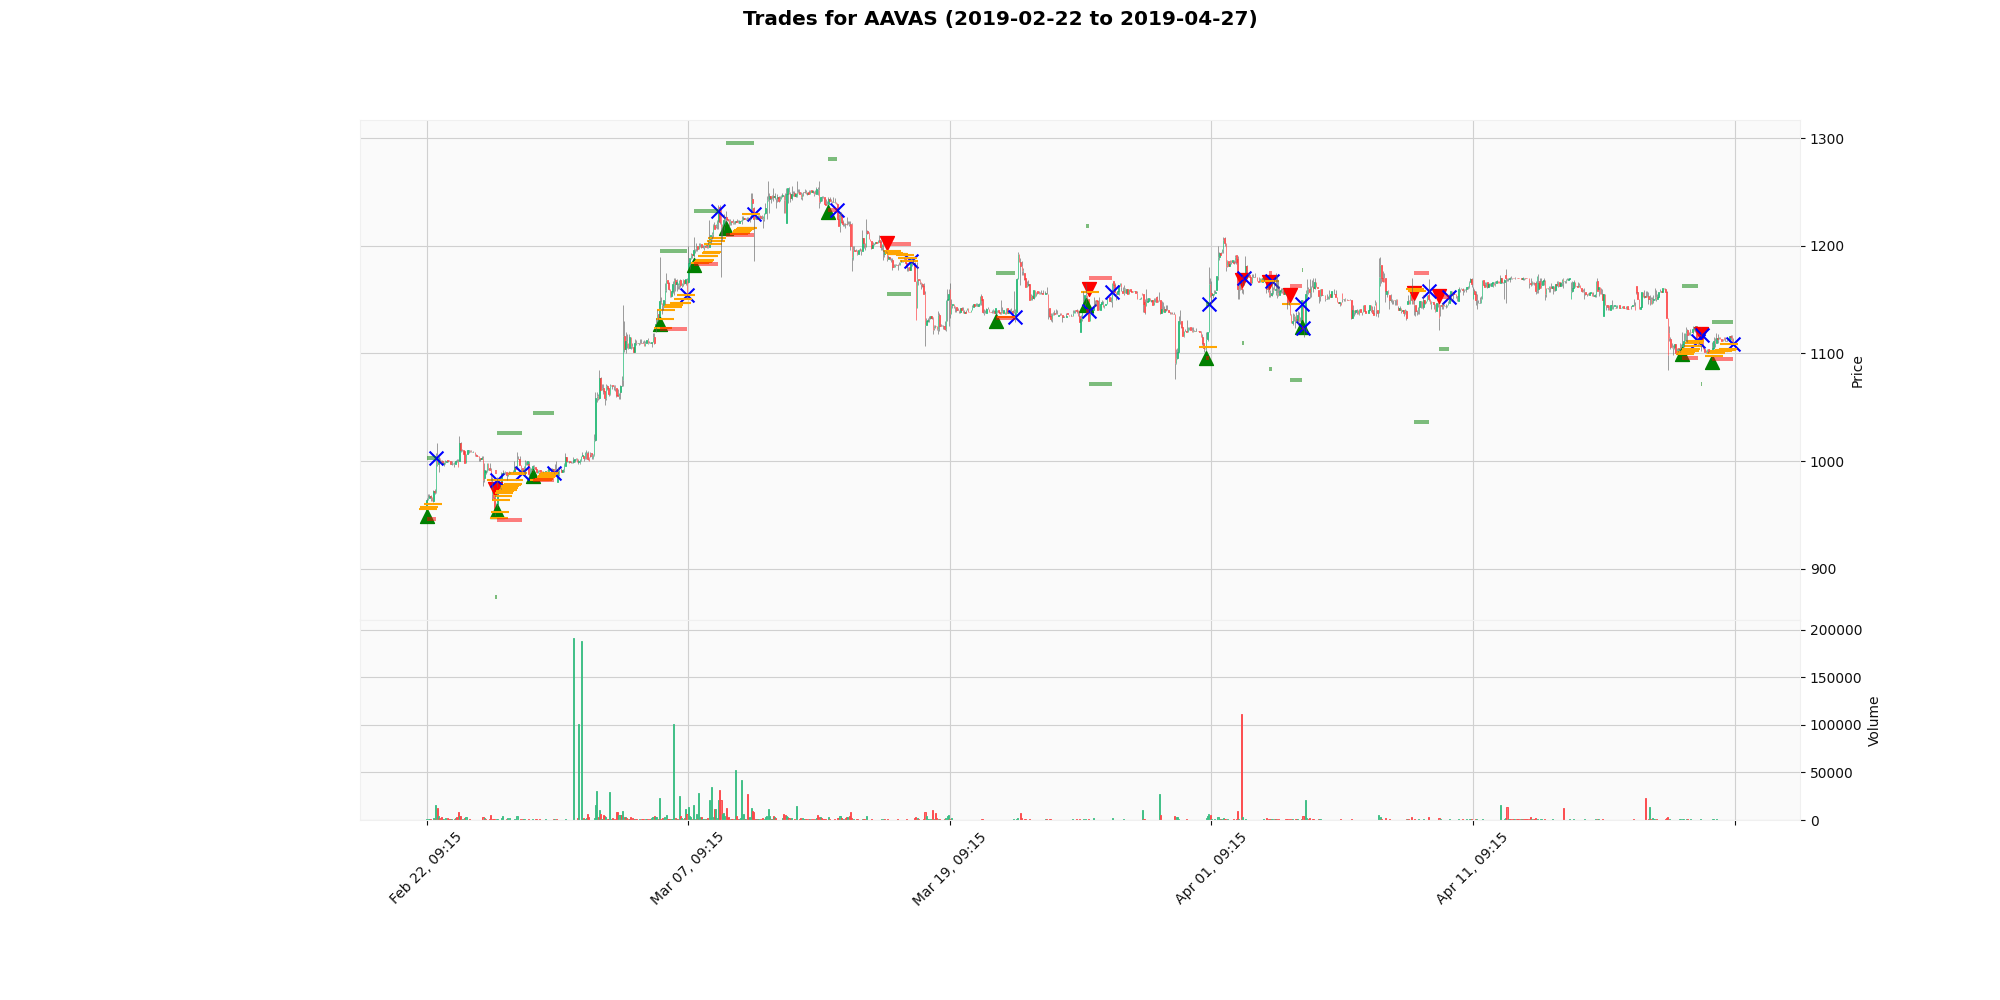 Trades for AAVAS (2019-02-22 to 2019-04-27)
1300
1200
1100
1000
900
Price
200000
150000
100000
50000
0
Volume
Feb 22, 09:15
Mar 07, 09:15
Mar 19, 09:15
Apr 01, 09:15
Apr 11, 09:15